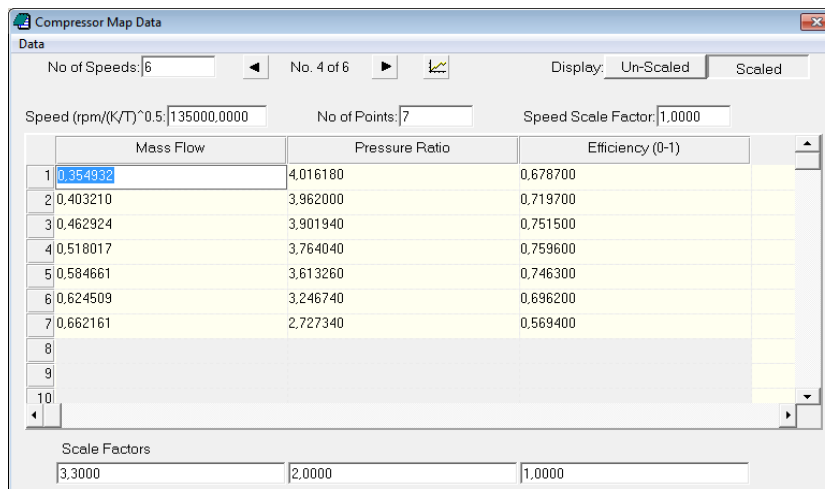 Compressor Map Data
Data
No of Speeds: 6 No. 4 of 6 Display: Un-Scaled Scaled
Speed (rpm/(K/T)^0.5: 135000,0000 No of Points: 7 Speed Scale Factor: 1,0000
Mass Flow Pressure Ratio Efficiency (0-1)
1 0,354932 4,016180 0,678700
2 0,403210 3,962000 0,719700
3 0,462924 3,901940 0,751500
4 0,518017 3,764040 0,759600
5 0,584661 3,613260 0,746300
6 0,624509 3,246740 0,696200
7 0,662161 2,727340 0,569400
8
9
10
Scale Factors
3,3000 2,0000 1,0000